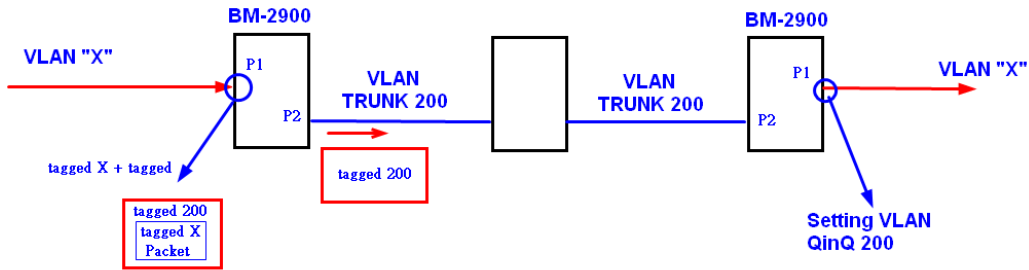 BM-2900
BM-2900
VLAN "X"
P1
VLAN
TRUNK 200
VLAN
TRUNK 200
P1
VLAN "X"
P2
P2
tagged X + tagged
tagged 200
tagged 200
tagged X
Packet
Setting VLAN
QinQ 200